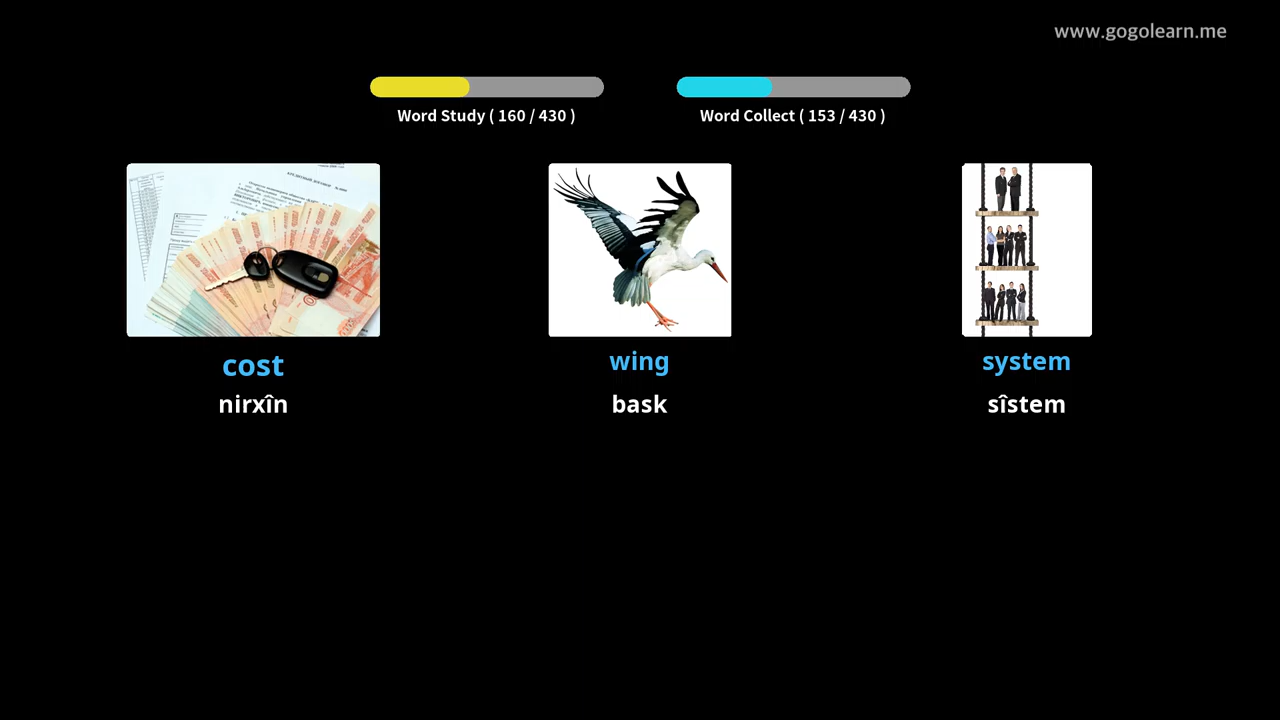 www.gogolearn.me
Word Study ( 160 / 430 )
Word Collect ( 153 / 430 )
cost
wing
system
nirxîn
bask
sîstem